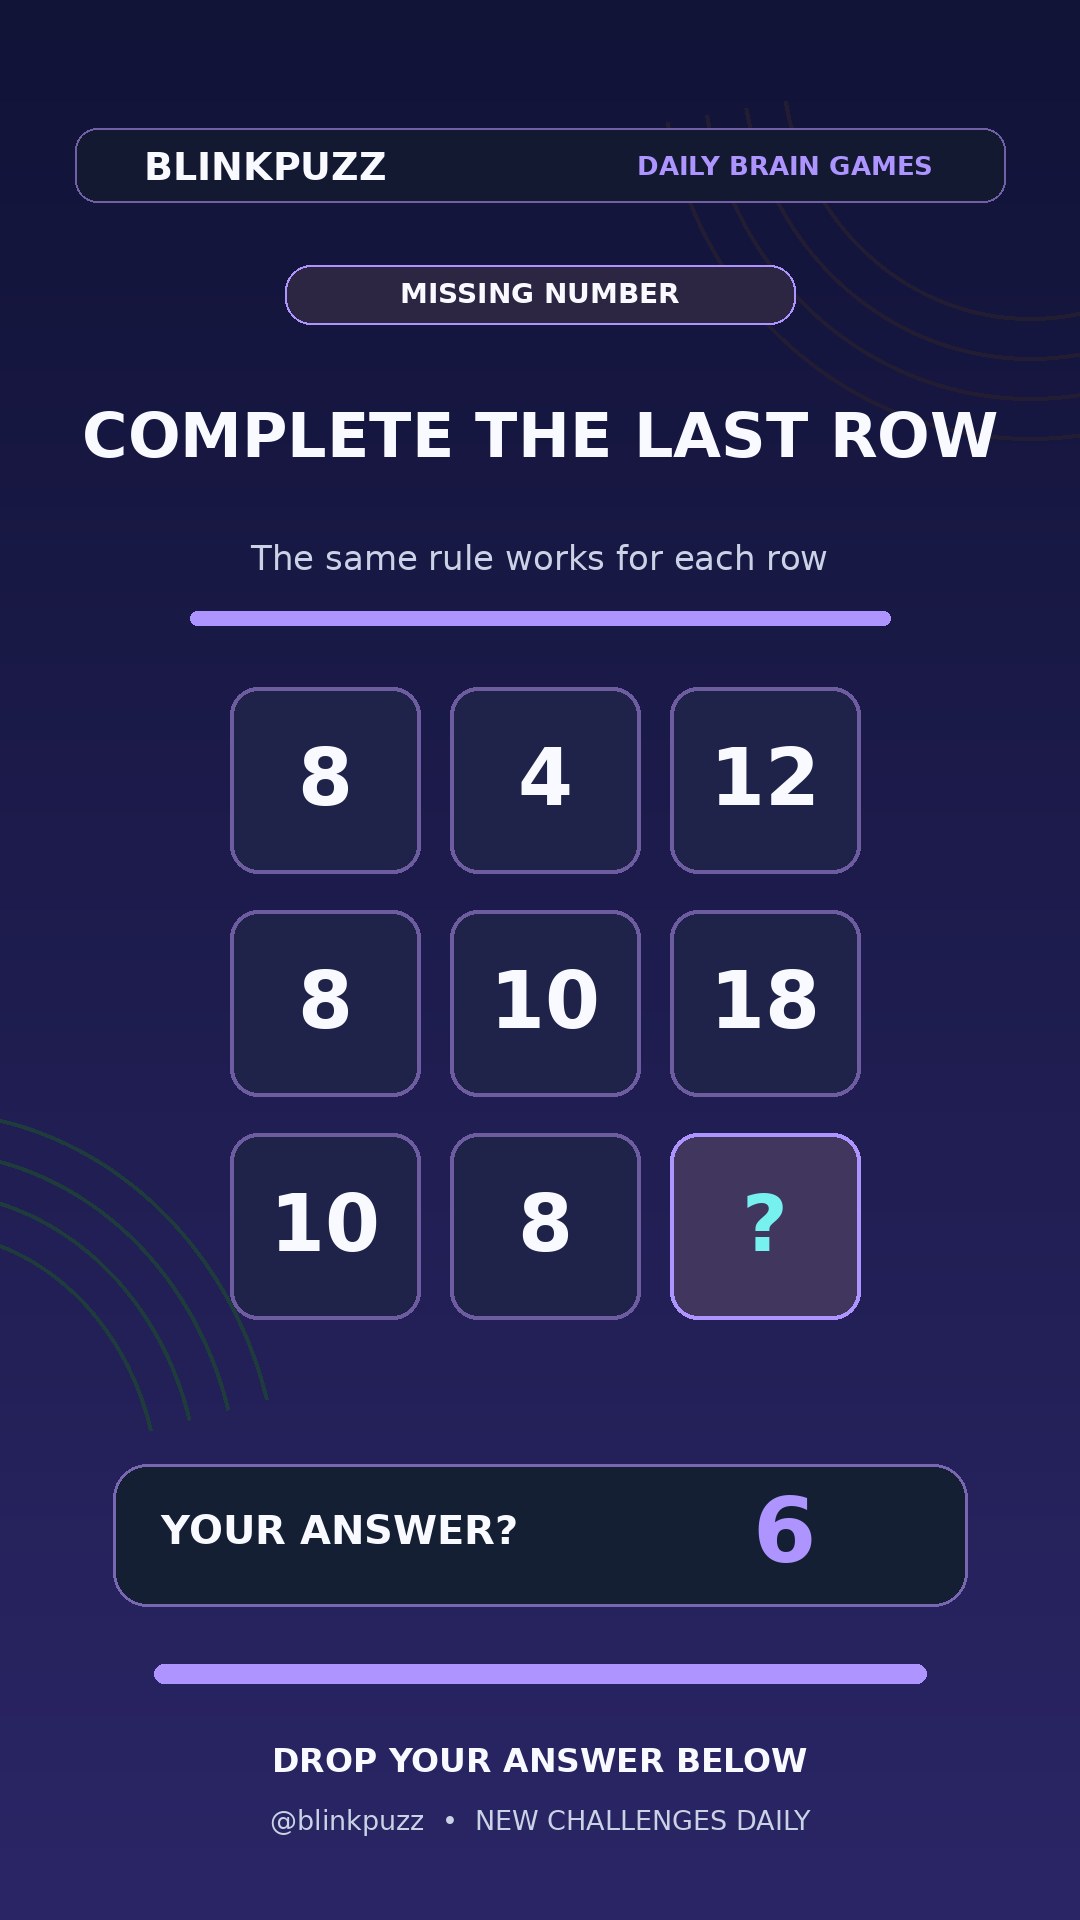 BLINKPUZZ DAILY BRAIN GAMES
MISSING NUMBER
COMPLETE THE LAST ROW
The same rule works for each row
8 4 12
8 10 18
10 8 ?
YOUR ANSWER? 6
DROP YOUR ANSWER BELOW
@blinkpuzz • NEW CHALLENGES DAILY